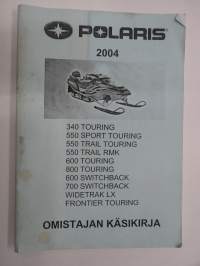 POLARIS
2004
340 TOURING
550 SPORT TOURING
550 TRAIL TOURING
550 TRAIL RMK
600 TOURING
800 TOURING
600 SWITCHBACK
700 SWITCHBACK
WIDETRAK LX
FRONTIER TOURING
OMISTAJAN KÄSIKIRJA